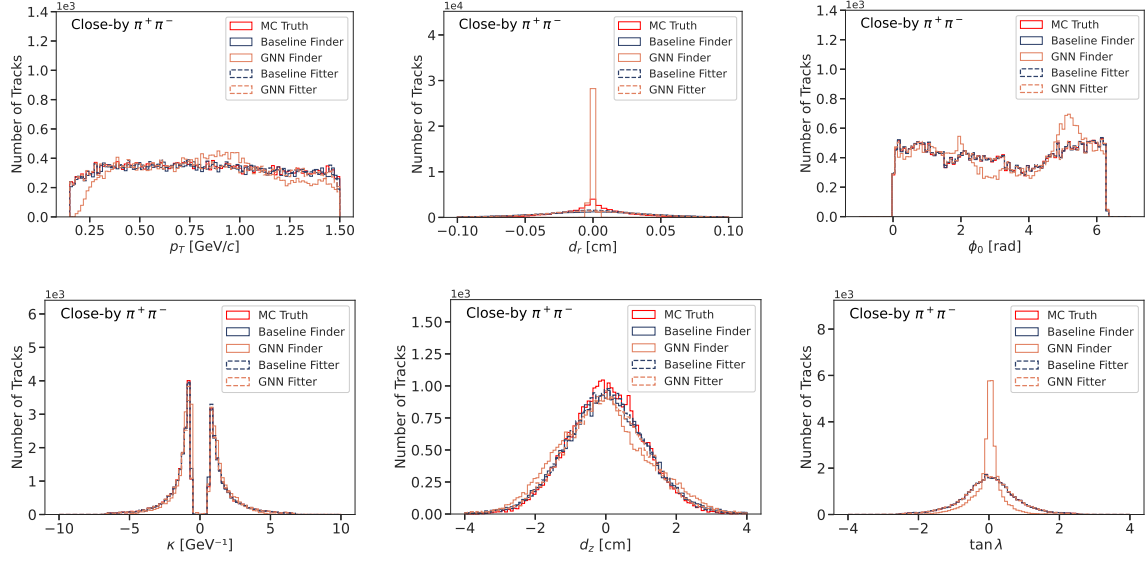 1e3
Close-by π⁺π⁻
MC Truth
Baseline Finder
GNN Finder
Baseline Fitter
GNN Fitter
Number of Tracks
1.4
1.2
1.0
0.8
0.6
0.4
0.2
0.0
0.25 0.50 0.75 1.00 1.25 1.50
p_T [GeV/c]
1e4
Close-by π⁺π⁻
MC Truth
Baseline Finder
GNN Finder
Baseline Fitter
GNN Fitter
Number of Tracks
4
3
2
1
0
−0.10 −0.05 0.00 0.05 0.10
d_r [cm]
1e3
Close-by π⁺π⁻
MC Truth
Baseline Finder
GNN Finder
Baseline Fitter
GNN Fitter
Number of Tracks
1.4
1.2
1.0
0.8
0.6
0.4
0.2
0.0
0 2 4 6
ϕ₀ [rad]
1e3
Close-by π⁺π⁻
MC Truth
Baseline Finder
GNN Finder
Baseline Fitter
GNN Fitter
Number of Tracks
6
5
4
3
2
1
0
−10 −5 0 5 10
κ [GeV⁻¹]
1e3
Close-by π⁺π⁻
MC Truth
Baseline Finder
GNN Finder
Baseline Fitter
GNN Fitter
Number of Tracks
1.50
1.25
1.00
0.75
0.50
0.25
0.00
−4 −2 0 2 4
d_z [cm]
1e3
Close-by π⁺π⁻
MC Truth
Baseline Finder
GNN Finder
Baseline Fitter
GNN Fitter
Number of Tracks
8
6
4
2
0
−4 −2 0 2 4
tan λ